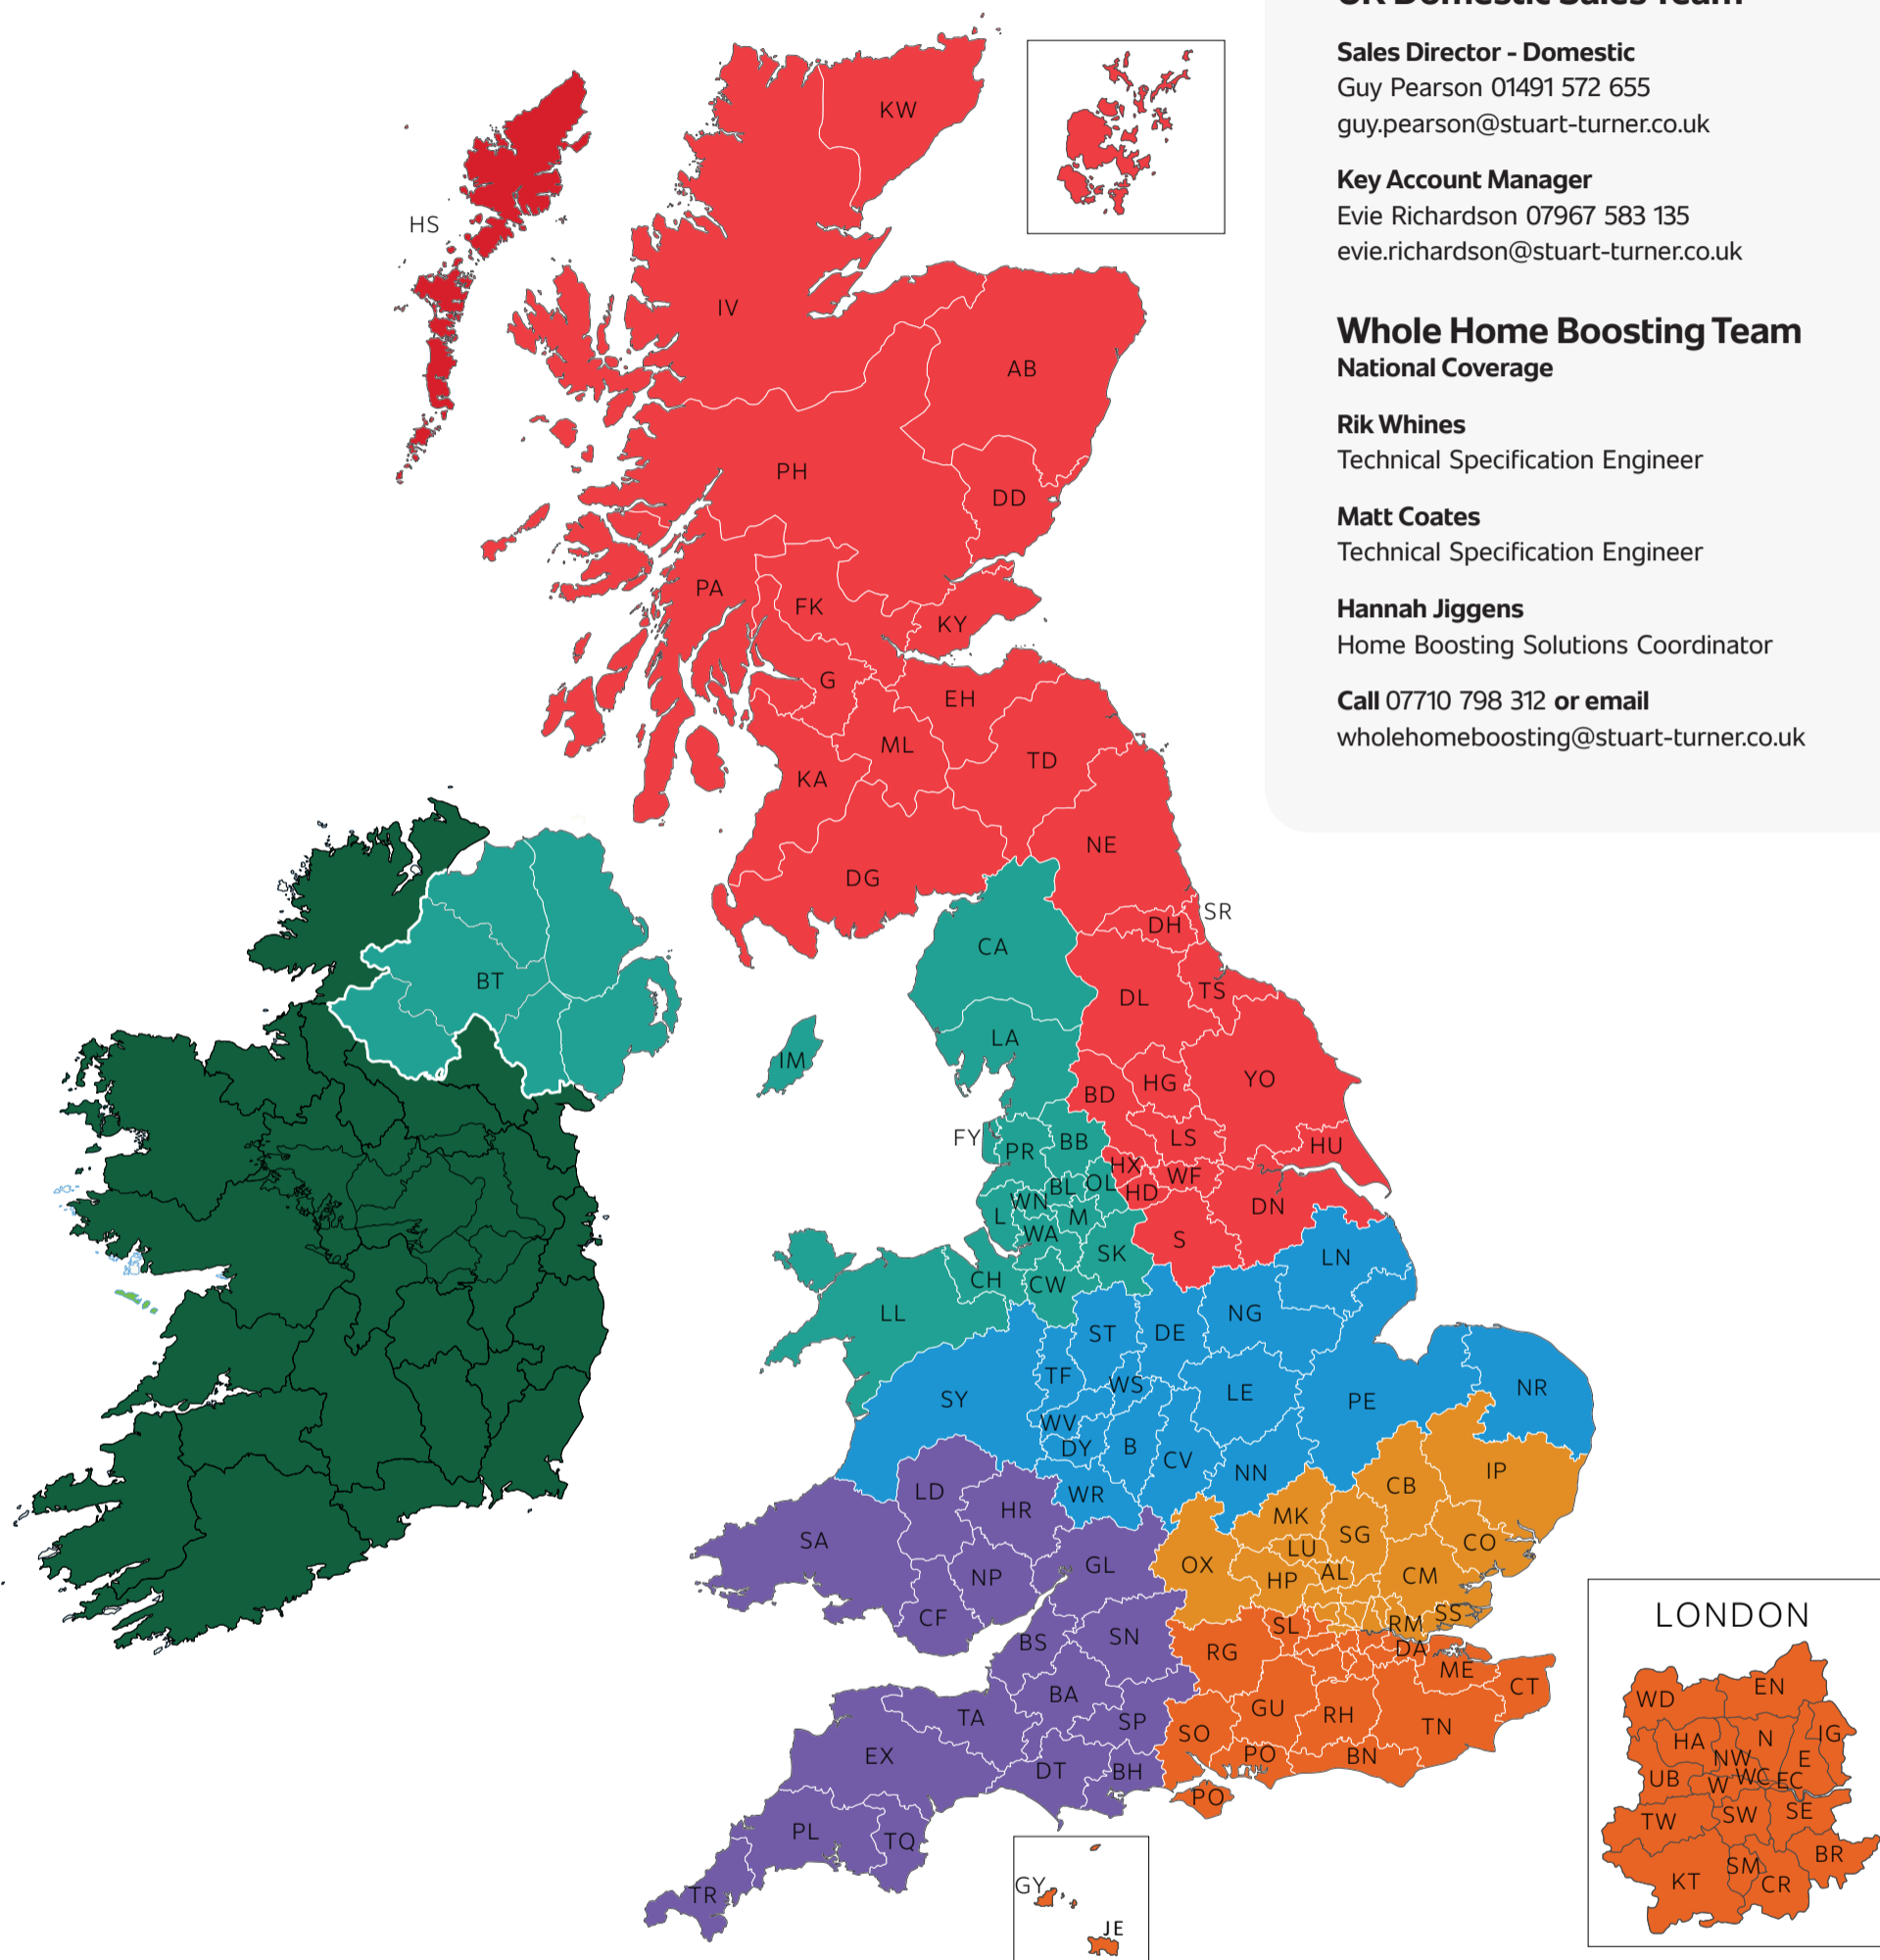 UK Domestic Sales Team
Sales Director - Domestic
Guy Pearson 01491 572 655
guy.pearson@stuart-turner.co.uk
Key Account Manager
Evie Richardson 07967 583 135
evie.richardson@stuart-turner.co.uk
Whole Home Boosting Team
National Coverage
Rik Whines
Technical Specification Engineer
Matt Coates
Technical Specification Engineer
Hannah Jiggens
Home Boosting Solutions Coordinator
Call 07710 798 312 or email
wholehomeboosting@stuart-turner.co.uk
KW
HS
IV
AB
PH
DD
PA
FK
KY
G
EH
ML
TD
KA
NE
DG
SR
DH
CA
BT
DL
TS
LA
IM
HG
YO
BD
FY
PR
BB
LS
HU
HX
WF
OL
BL
HD
WN
DN
L
M
WA
S
SK
LN
CH
CW
LL
NG
ST
DE
TF
WS
LE
NR
SY
PE
WV
DY
B
CV
NN
IP
CB
LD
WR
HR
MK
SG
SA
LU
CO
OX
GL
AL
NP
HP
CM
CF
SS
SL
RM
BS
SN
RG
DA
ME
BA
CT
GU
TA
SP
SO
RH
TN
EX
PO
BN
DT
BH
PO
PL
TQ
TR
GY
JE
LONDON
WD
EN
HA
N
IG
NW
E
UB
W
WC
EC
TW
SW
SE
BR
SM
KT
CR